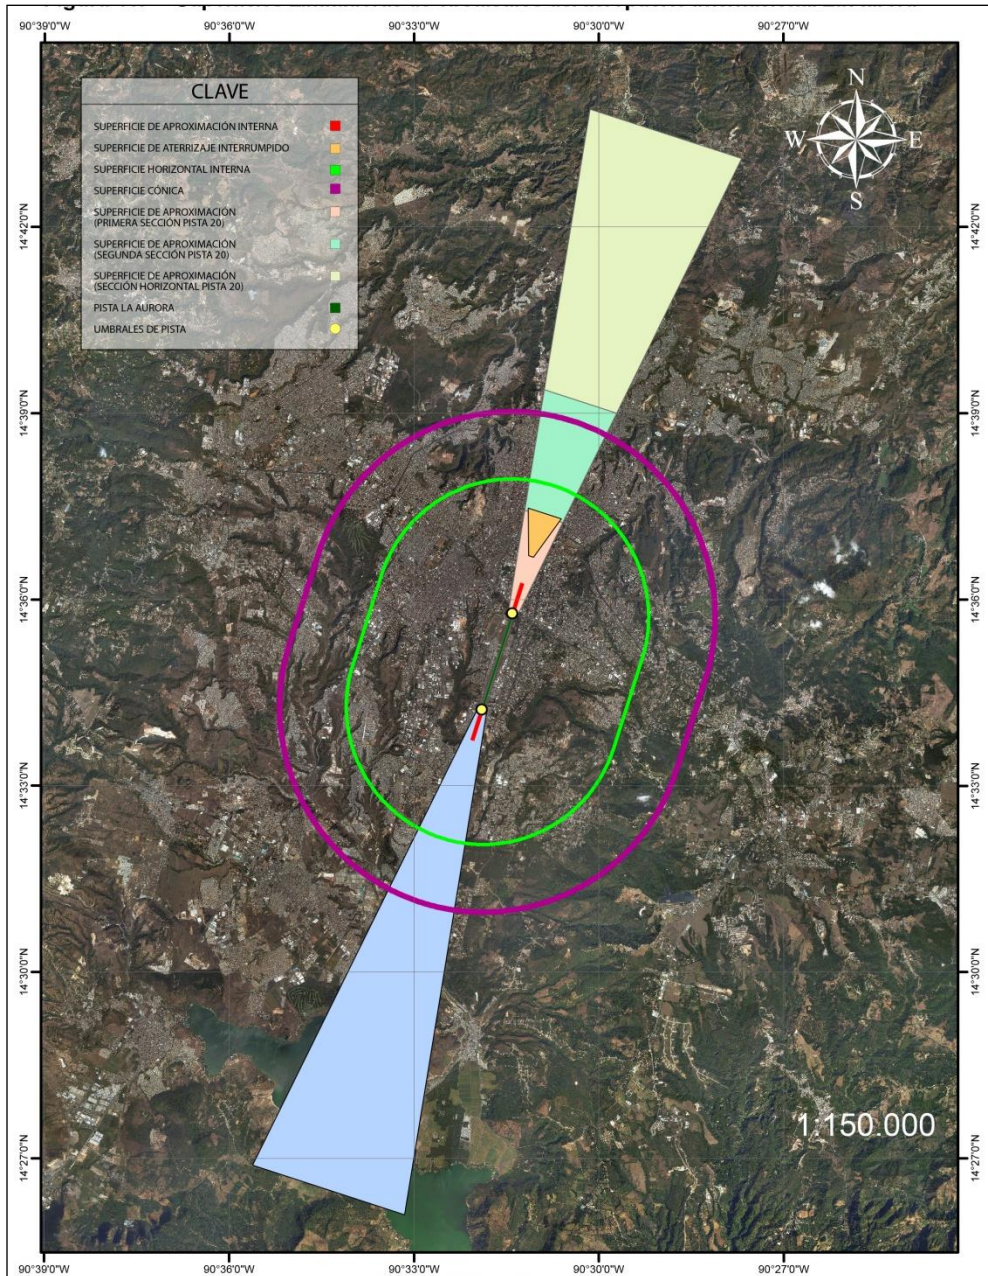 90°39'0"W 90°36'0"W 90°33'0"W 90°30'0"W 90°27'0"W
CLAVE
SUPERFICIE DE APROXIMACIÓN INTERNA
SUPERFICIE DE ATERRIZAJE INTERRUMPIDO
SUPERFICIE HORIZONTAL INTERNA
SUPERFICIE CÓNICA
SUPERFICIE DE APROXIMACIÓN
(PRIMERA SECCIÓN PISTA 20)
SUPERFICIE DE APROXIMACIÓN
(SEGUNDA SECCIÓN PISTA 20)
SUPERFICIE DE APROXIMACIÓN
(SECCIÓN HORIZONTAL PISTA 20)
PISTA LA AURORA
UMBRALES DE PISTA
N
W E
S
14°42'0"N 14°42'0"N
14°39'0"N 14°39'0"N
14°36'0"N 14°36'0"N
14°33'0"N 14°33'0"N
14°30'0"N 14°30'0"N
1:150.000
14°27'0"N 14°27'0"N
90°39'0"W 90°36'0"W 90°33'0"W 90°30'0"W 90°27'0"W